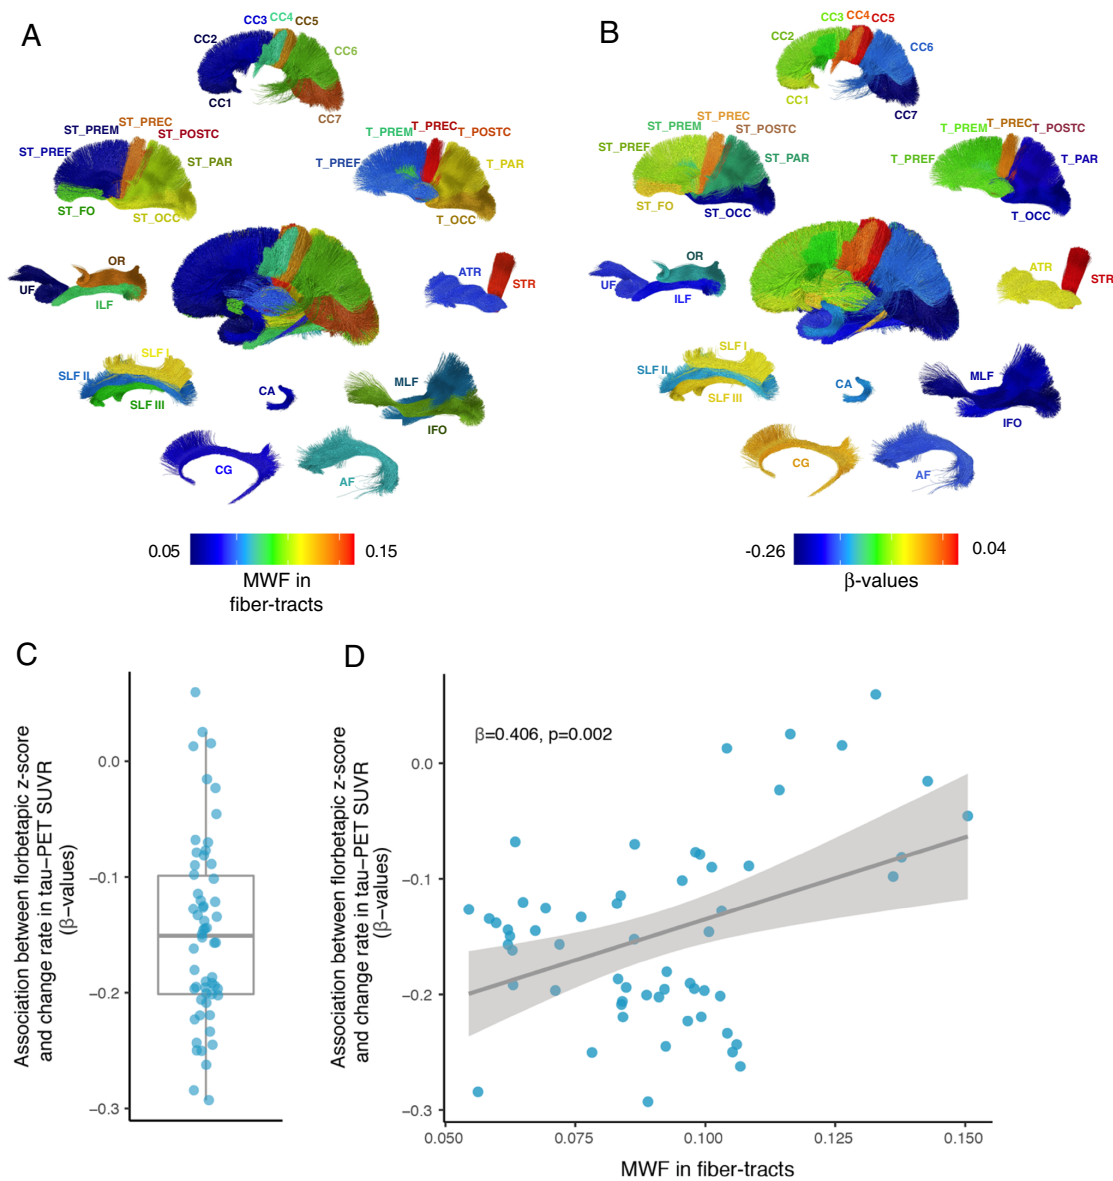 A
CC3 CC4 CC5
CC2
CC6
CC1
CC7
ST_PREC
ST_PREM
ST_POSTC
ST_PREF
ST_PAR
ST_FO
ST_OCC
T_PREC
T_PREM
T_POSTC
T_PREF
T_PAR
T_OCC
OR
UF
ILF
ATR
STR
SLF I
SLF II
SLF III
CA
MLF
IFO
CG
AF
0.05
0.15
MWF in
fiber-tracts
B
CC3 CC4 CC5
CC2
CC6
CC1
CC7
ST_PREC
ST_PREM
ST_POSTC
ST_PREF
ST_PAR
ST_FO
ST_OCC
T_PREC
T_PREM
T_POSTC
T_PREF
T_PAR
T_OCC
OR
UF
ILF
ATR
STR
SLF I
SLF II
SLF III
CA
MLF
IFO
CG
AF
-0.26
0.04
β-values
C
Association between florbetapic z-score
and change rate in tau−PET SUVR
(β−values)
0.0
−0.1
−0.2
−0.3
D
Association between florbetapic z-score
and change rate in tau−PET SUVR
(β−values)
β=0.406, p=0.002
0.0
−0.1
−0.2
−0.3
0.050
0.075
0.100
0.125
0.150
MWF in fiber−tracts